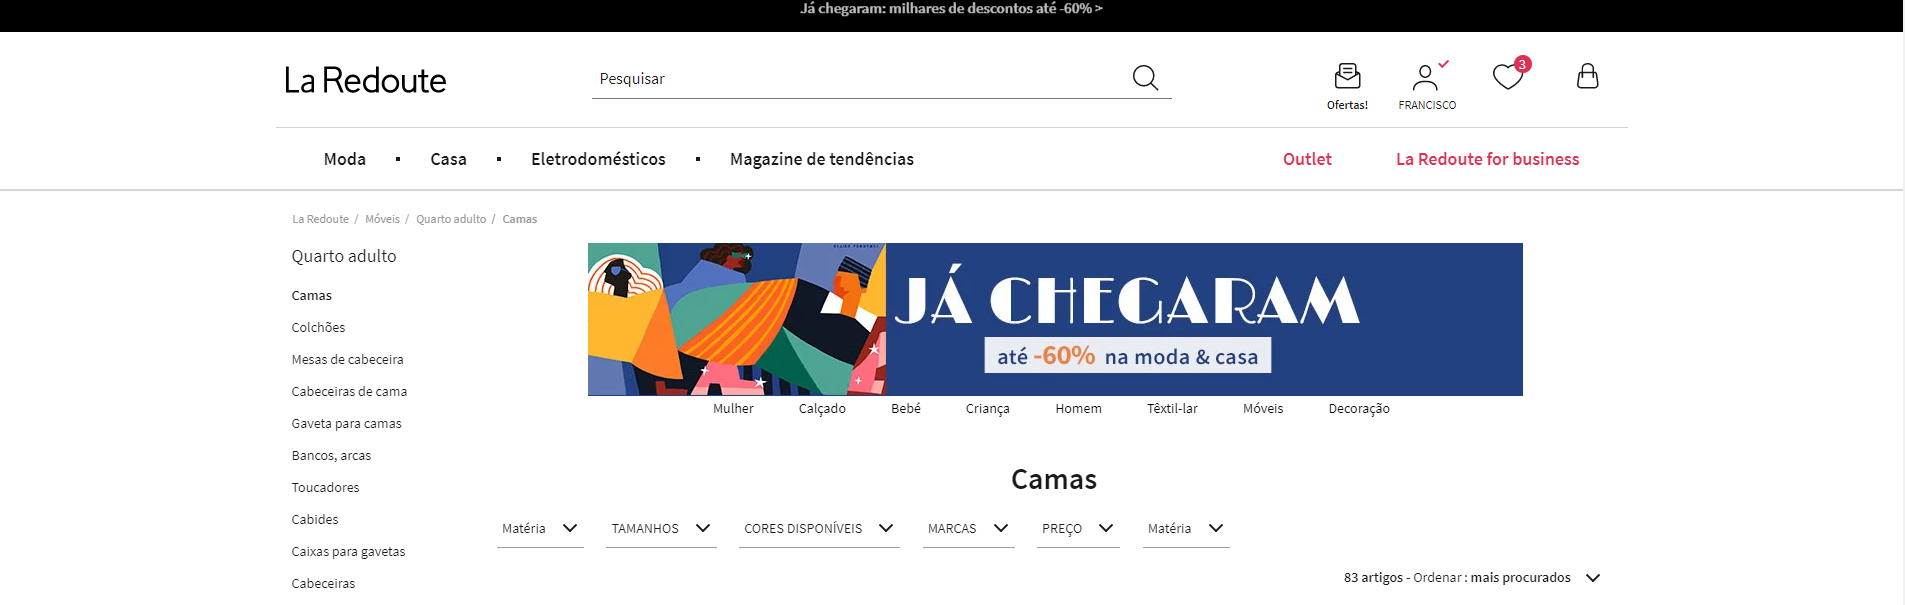 Já chegaram: milhares de descontos até -60% >
La Redoute
Pesquisar
3
Ofertas!
FRANCISCO
Moda
Casa
Eletrodomésticos
Magazine de tendências
Outlet
La Redoute for business
La Redoute / Móveis / Quarto adulto / Camas
Quarto adulto
Camas
Colchões
Mesas de cabeceira
Cabeceiras de cama
Gaveta para camas
Bancos, arcas
Toucadores
Cabides
Caixas para gavetas
Cabeceiras
JÁ CHEGARAM
até -60% na moda & casa
Mulher
Calçado
Bebé
Criança
Homem
Têxtil-lar
Móveis
Decoração
Camas
Matéria
TAMANHOS
CORES DISPONÍVEIS
MARCAS
PREÇO
Matéria
83 artigos - Ordenar : mais procurados